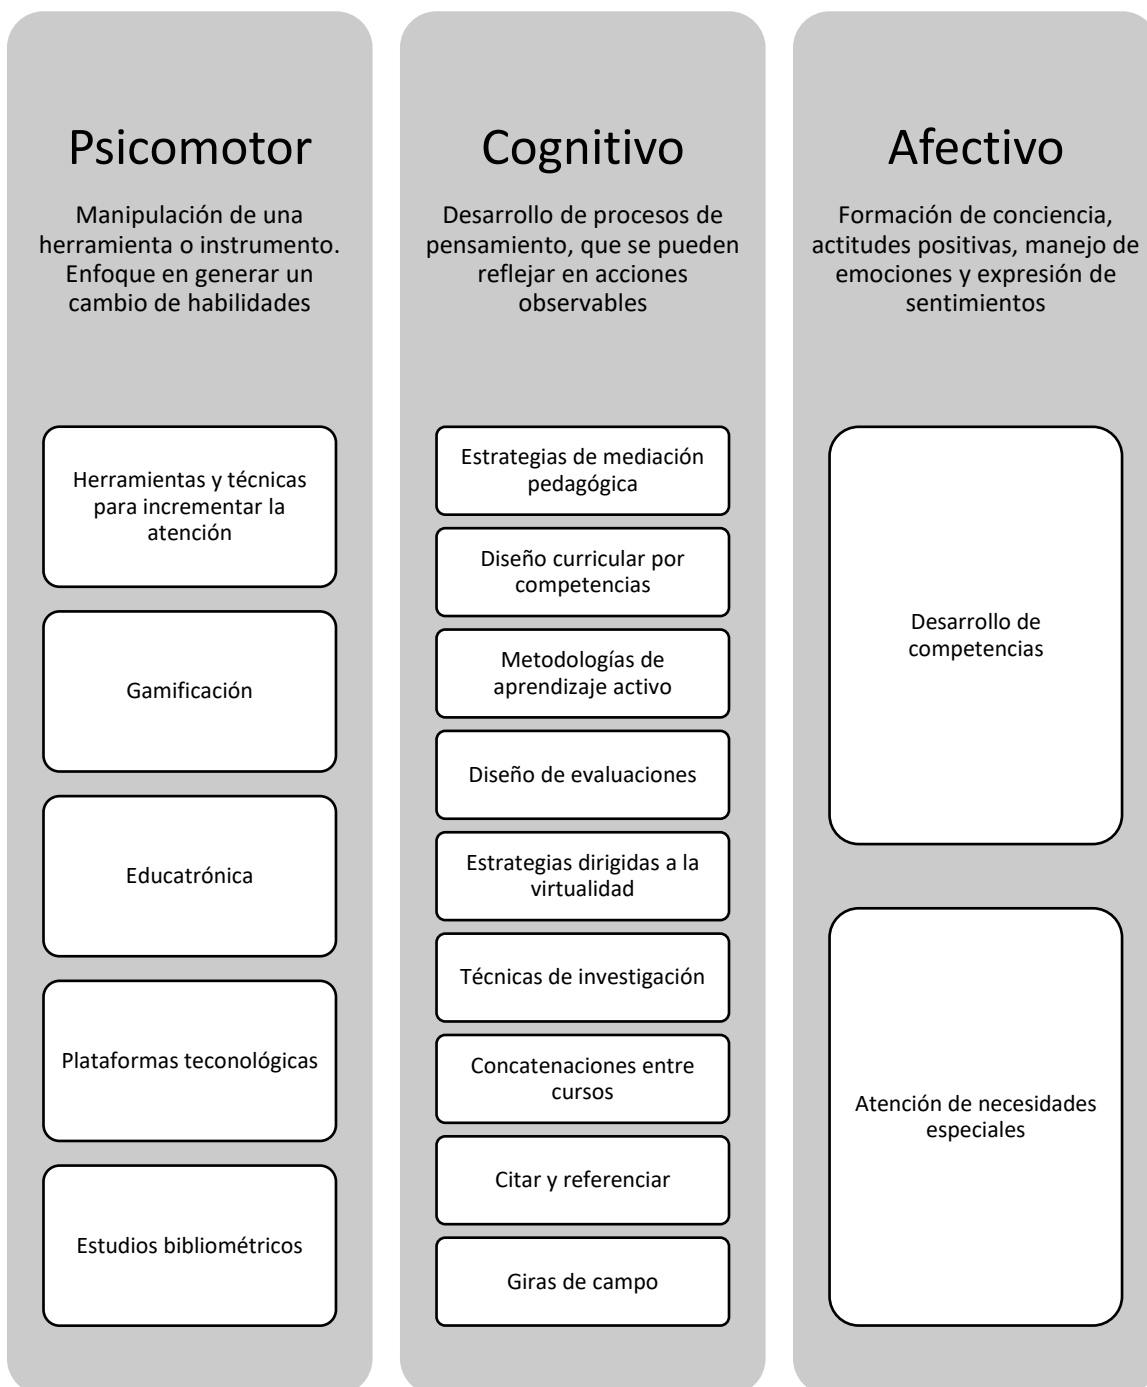 Psicomotor
Manipulación de una
herramienta o instrumento.
Enfoque en generar un
cambio de habilidades
Herramientas y técnicas
para incrementar la
atención
Gamificación
Educatrónica
Plataformas teconológicas
Estudios bibliométricos
Cognitivo
Desarrollo de procesos de
pensamiento, que se pueden
reflejar en acciones
observables
Estrategias de mediación
pedagógica
Diseño curricular por
competencias
Metodologías de
aprendizaje activo
Diseño de evaluaciones
Estrategias dirigidas a la
virtualidad
Técnicas de investigación
Concatenaciones entre
cursos
Citar y referenciar
Giras de campo
Afectivo
Formación de conciencia,
actitudes positivas, manejo de
emociones y expresión de
sentimientos
Desarrollo de
competencias
Atención de necesidades
especiales